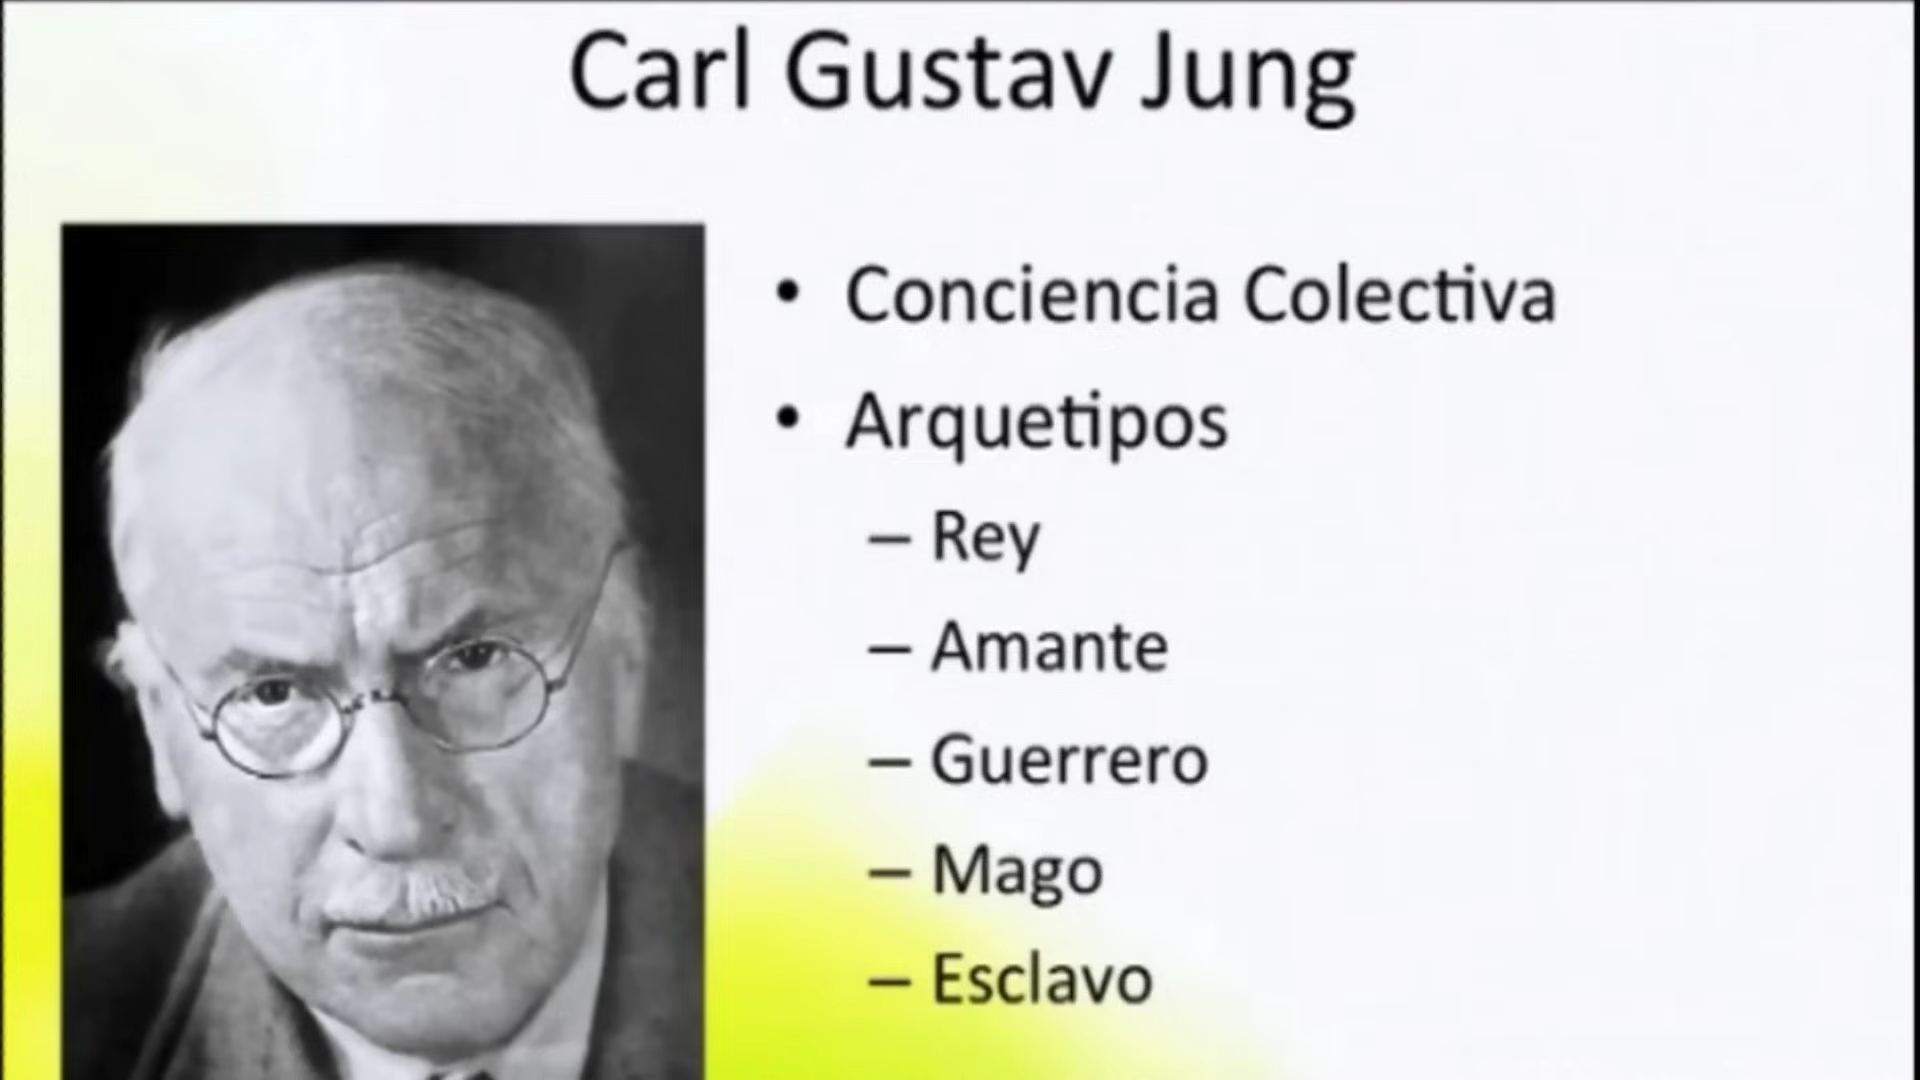 Carl Gustav Jung
• Conciencia Colectiva
• Arquetipos
– Rey
– Amante
– Guerrero
– Mago
– Esclavo